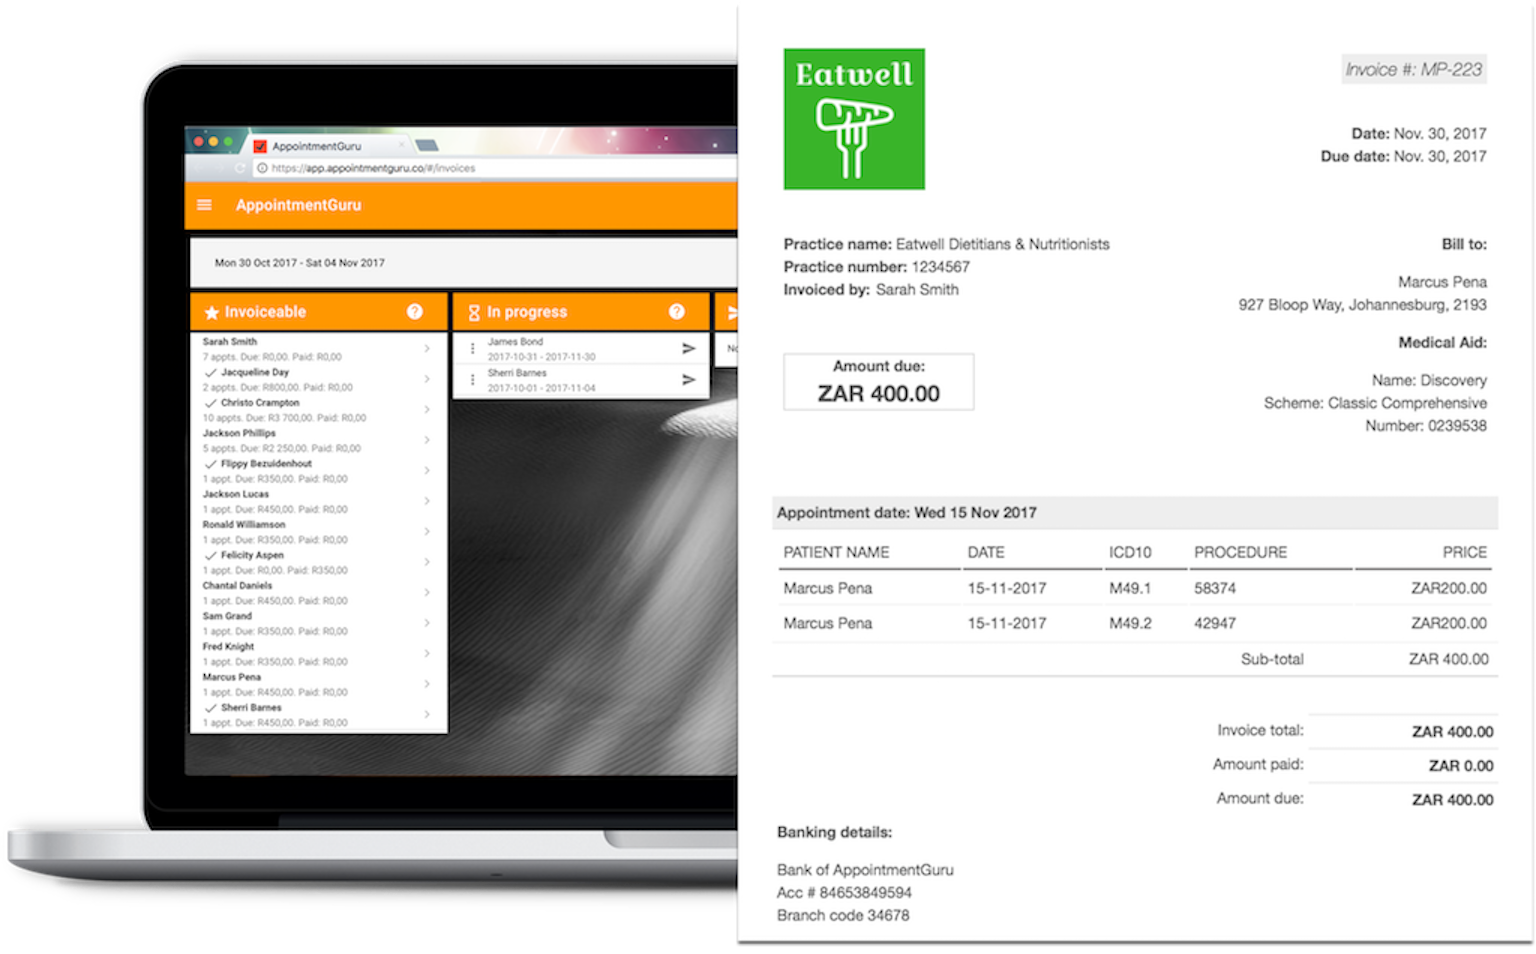 AppointmentGuru
https://app.appointmentguru.co/#/invoices
AppointmentGuru
Mon 30 Oct 2017 - Sat 04 Nov 2017
Invoiceable ?
Sarah Smith
7 appts. Due: R0,00. Paid: R0,00
Jacqueline Day
2 appts. Due: R800,00. Paid: R0,00
Christo Crampton
10 appts. Due: R3 700,00. Paid: R0,00
Jackson Phillips
5 appts. Due: R2 250,00. Paid: R0,00
Flippy Bezuidenhout
1 appt. Due: R350,00. Paid: R0,00
Jackson Lucas
1 appt. Due: R450,00. Paid: R0,00
Ronald Williamson
1 appt. Due: R350,00. Paid: R0,00
Felicity Aspen
1 appt. Due: R0,00. Paid: R350,00
Chantal Daniels
1 appt. Due: R450,00. Paid: R0,00
Sam Grand
1 appt. Due: R350,00. Paid: R0,00
Fred Knight
1 appt. Due: R350,00. Paid: R0,00
Marcus Pena
1 appt. Due: R450,00. Paid: R0,00
Sherri Barnes
1 appt. Due: R450,00. Paid: R0,00
In progress ?
James Bond
2017-10-31 - 2017-11-30
Sherri Barnes
2017-10-01 - 2017-11-04
Eatwell
Invoice #: MP-223
Date: Nov. 30, 2017
Due date: Nov. 30, 2017
Practice name: Eatwell Dietitians & Nutritionists
Practice number: 1234567
Invoiced by: Sarah Smith
Bill to:
Marcus Pena
927 Bloop Way, Johannesburg, 2193
Medical Aid:
Name: Discovery
Scheme: Classic Comprehensive
Number: 0239538
Amount due:
ZAR 400.00
Appointment date: Wed 15 Nov 2017
PATIENT NAME DATE ICD10 PROCEDURE PRICE
Marcus Pena 15-11-2017 M49.1 58374 ZAR200.00
Marcus Pena 15-11-2017 M49.2 42947 ZAR200.00
Sub-total ZAR 400.00
Invoice total: ZAR 400.00
Amount paid: ZAR 0.00
Amount due: ZAR 400.00
Banking details:
Bank of AppointmentGuru
Acc # 84653849594
Branch code 34678